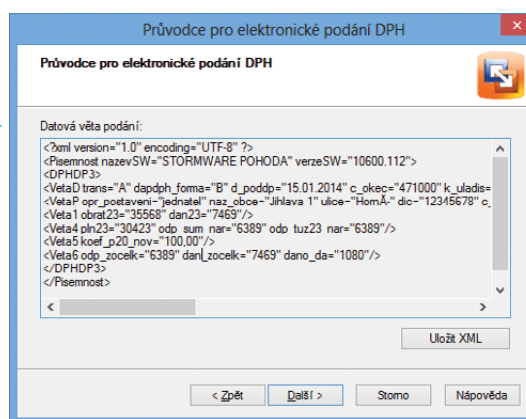 Průvodce pro elektronické podání DPH
Průvodce pro elektronické podání DPH
Datová věta podání:
<?xml version="1.0" encoding="UTF-8" ?>
<Pisemnost nazevSW="STORMWARE POHODA" verzeSW="10600.112">
<DPHDP3>
<VetaD trans="A" dapdph_forma="B" d_poddp="15.01.2014" c_okec="471000" k_uladis=
<VetaP opr_postaveni="jednatel" naz_obce="Jihlava 1" ulice="HornÃ-" dic="12345678" c_
<Veta1 obrat23="35568" dan23="7469"/>
<Veta4 pln23="30423" odp_sum_nar="6389" odp_tuz23_nar="6389"/>
<Veta5 koef_p20_nov="100,00"/>
<Veta6 odp_zocelk="6389" dan_zocelk="7469" dano_da="1080"/>
</DPHDP3>
</Pisemnost>
Uložit XML
< Zpět Další > Storno Nápověda